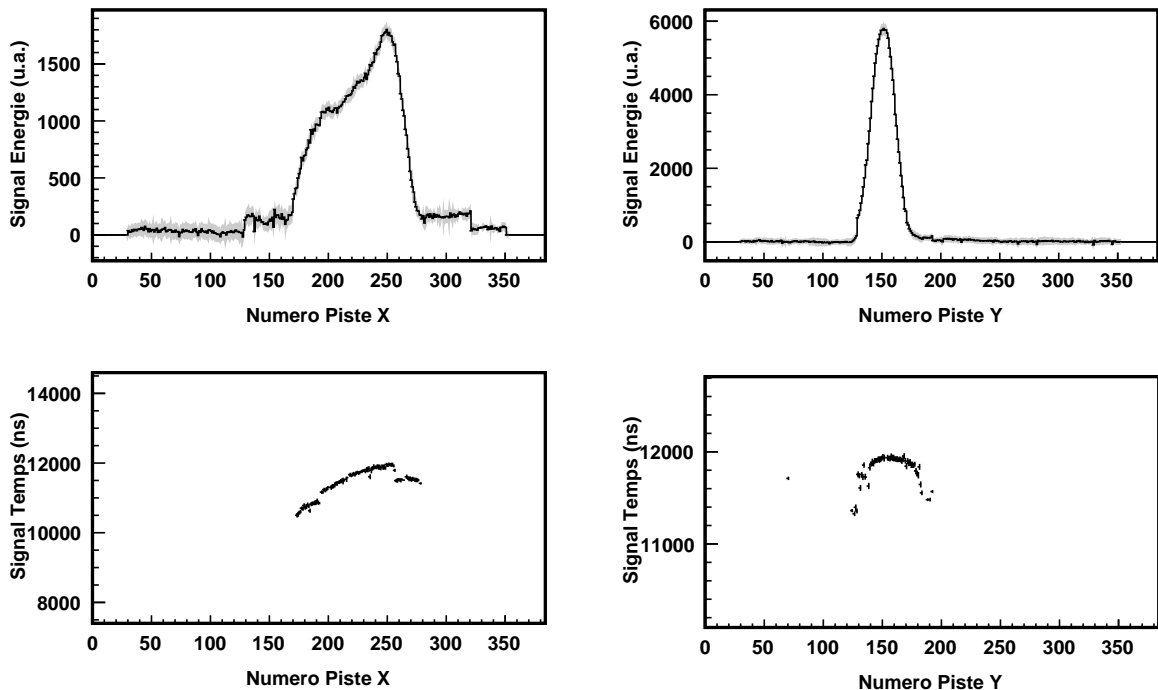 Signal Energie (u.a.)
1500
1000
500
0
0 50 100 150 200 250 300 350
Numero Piste X
Signal Energie (u.a.)
6000
4000
2000
0
0 50 100 150 200 250 300 350
Numero Piste Y
Signal Temps (ns)
14000
12000
10000
8000
0 50 100 150 200 250 300 350
Numero Piste X
Signal Temps (ns)
12000
11000
0 50 100 150 200 250 300 350
Numero Piste Y